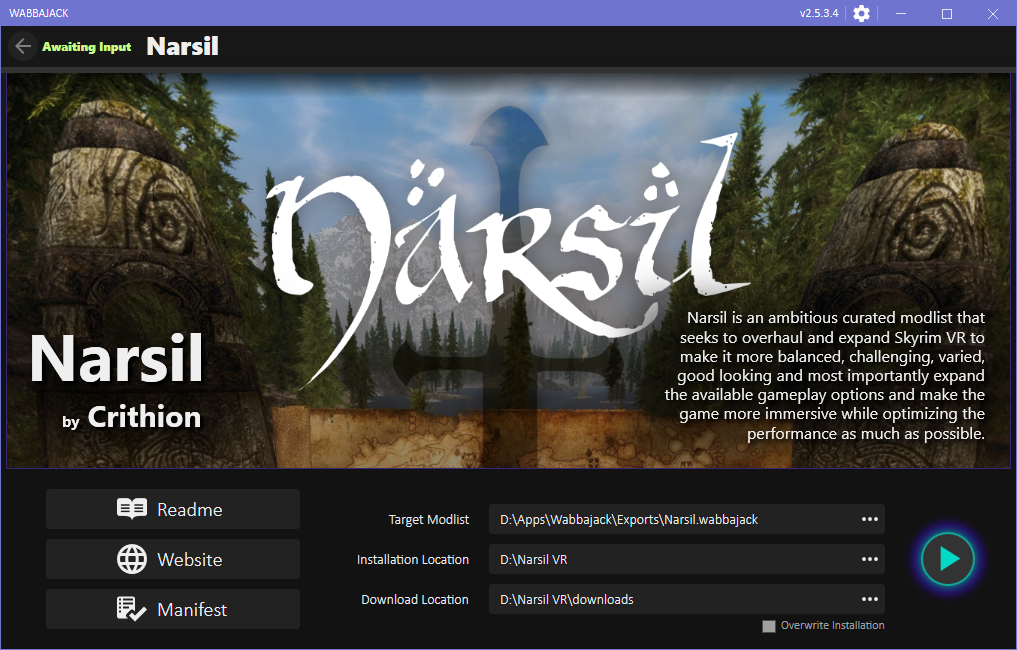 WABBAJACK
v2.5.3.4
Awaiting Input
Narsil
Närsïl
Narsil
by Crithion
Narsil is an ambitious curated modlist that
seeks to overhaul and expand Skyrim VR to
make it more balanced, challenging, varied,
good looking and most importantly expand
the available gameplay options and make the
game more immersive while optimizing the
performance as much as possible.
Readme
Website
Manifest
Target Modlist
D:\Apps\Wabbajack\Exports\Narsil.wabbajack
Installation Location
D:\Narsil VR
Download Location
D:\Narsil VR\downloads
Overwrite Installation